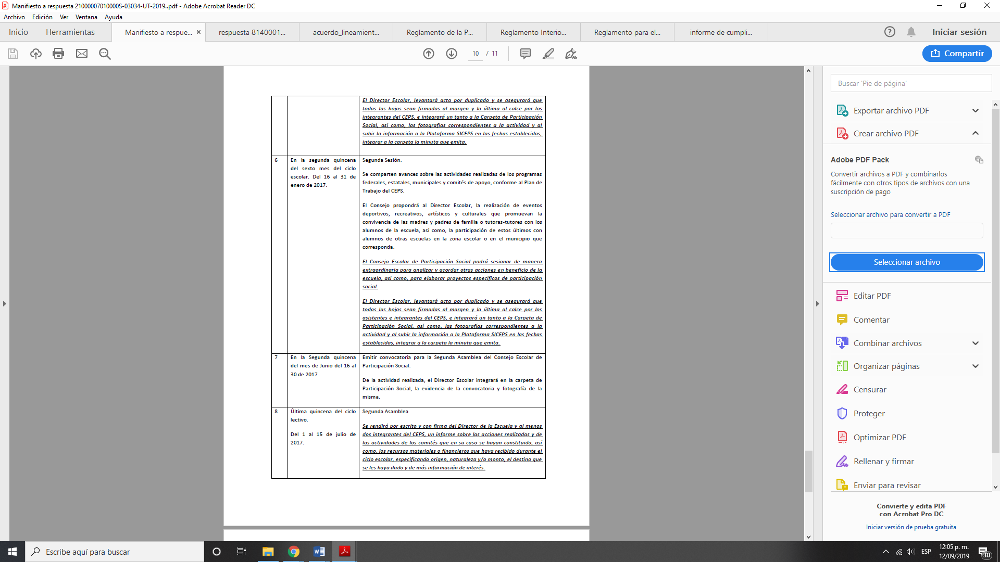 Manifiesto a respuesta 21000007010000S-03034-UT-2019..pdf - Adobe Acrobat Reader DC
Archivo Edición Ver Ventana Ayuda
Inicio Herramientas Manifiesto a respue... × respuesta 8140001... acuerdo_lineamient... Reglamento de la P... Reglamento Interio... Reglamento para el... informe de cumpli... Iniciar sesión
10 / 11 Compartir
El Director Escolar, levantará acta por duplicado y se asegurará que
todas las hojas sean firmadas al margen y la última al calce por los
integrantes del CEPS, e integrará un tanto a la Carpeta de Participación
Social, así como, las fotografías correspondientes a la actividad y al
subir la información a la Plataforma SICEPS en las fechas establecidas,
integrar a la carpeta la minuta que emita.
6
En la segunda quincena
del sexto mes del ciclo
escolar. Del 16 al 31 de
enero de 2017.
Segunda Sesión.
Se comparten avances sobre las actividades realizadas de los programas
federales, estatales, municipales y comités de apoyo, conforme al Plan de
Trabajo del CEPS.
El Consejo propondrá al Director Escolar, la realización de eventos
deportivos, recreativos, artísticos y culturales que promuevan la
convivencia de las madres y padres de familia o tutoras-tutores con los
alumnos de la escuela, así como, la participación de estos últimos con
alumnos de otras escuelas en la zona escolar o en el municipio que
corresponda.
El Consejo Escolar de Participación Social podrá sesionar de manera
extraordinaria para analizar y acordar otras acciones en beneficio de la
escuela, así como, para elaborar proyectos específicos de participación
social.
El Director Escolar, levantará acta por duplicado y se asegurará que
todas las hojas sean firmadas al margen y la última al calce por los
asistentes e integrantes del CEPS, e integrará un tanto a la Carpeta de
Participación Social, así como, las fotografías correspondientes a la
actividad y al subir la información a la Plataforma SICEPS en las fechas
establecidas, integrar a la carpeta la minuta que emita.
7
En la Segunda quincena
del mes de Junio del 16 al
30 de 2017
Emitir convocatoria para la Segunda Asamblea del Consejo Escolar de
Participación Social.
De la actividad realizada, el Director Escolar integrará en la carpeta de
Participación Social, la evidencia de la convocatoria y fotografía de la
misma.
8
Última quincena del ciclo
lectivo.
Del 1 al 15 de julio de
2017.
Segunda Asamblea
Se rendirá por escrito y con firma del Director de la Escuela y al menos
dos integrantes del CEPS, un informe sobre las acciones realizadas y de
las actividades de los comités que en su caso se hayan constituido, así
como, los recursos materiales o financieros que haya recibido durante el
ciclo escolar, especificando origen, naturaleza y/o monto, el destino que
se les haya dado y de más información de interés.
Buscar 'Pie de página'
Exportar archivo PDF
Crear archivo PDF
Adobe PDF Pack
Convertir archivos a PDF y combinarlos
fácilmente con otros tipos de archivos con una
suscripción de pago
Seleccionar archivo para convertir a PDF
Seleccionar archivo
Editar PDF
Comentar
Combinar archivos
Organizar páginas
Censurar
Proteger
Optimizar PDF
Rellenar y firmar
Enviar para revisar
Convierte y edita PDF
con Acrobat Pro DC
Iniciar versión de prueba gratuita
Escribe aquí para buscar
ESP
12:05 p. m.
12/09/2019
30